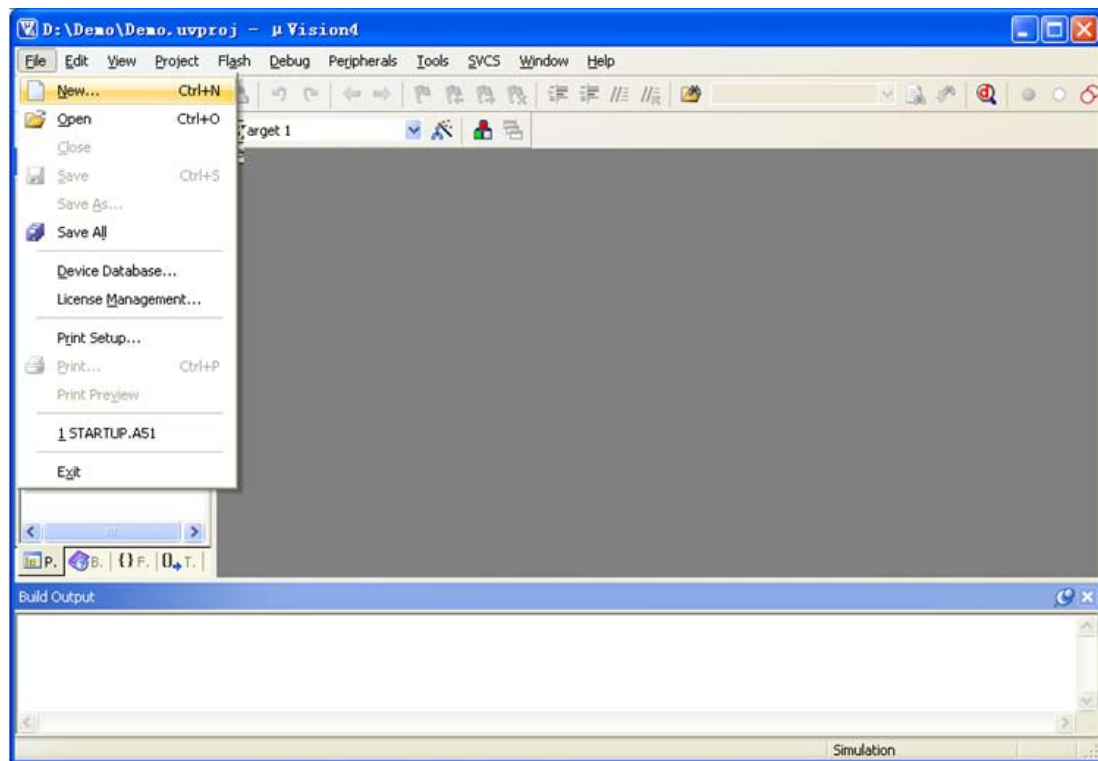 D:\Demo\Demo.uvproj - µVision4
File Edit View Project Flash Debug Peripherals Tools SVCS Window Help
New... Ctrl+N
Open Ctrl+O
arget 1
Close
Save Ctrl+S
Save As...
Save All
Device Database...
License Management...
Print Setup...
Print... Ctrl+P
Print Preview
1 STARTUP.A51
Exit
P. B. {} F. 0 T.
Build Output
Simulation